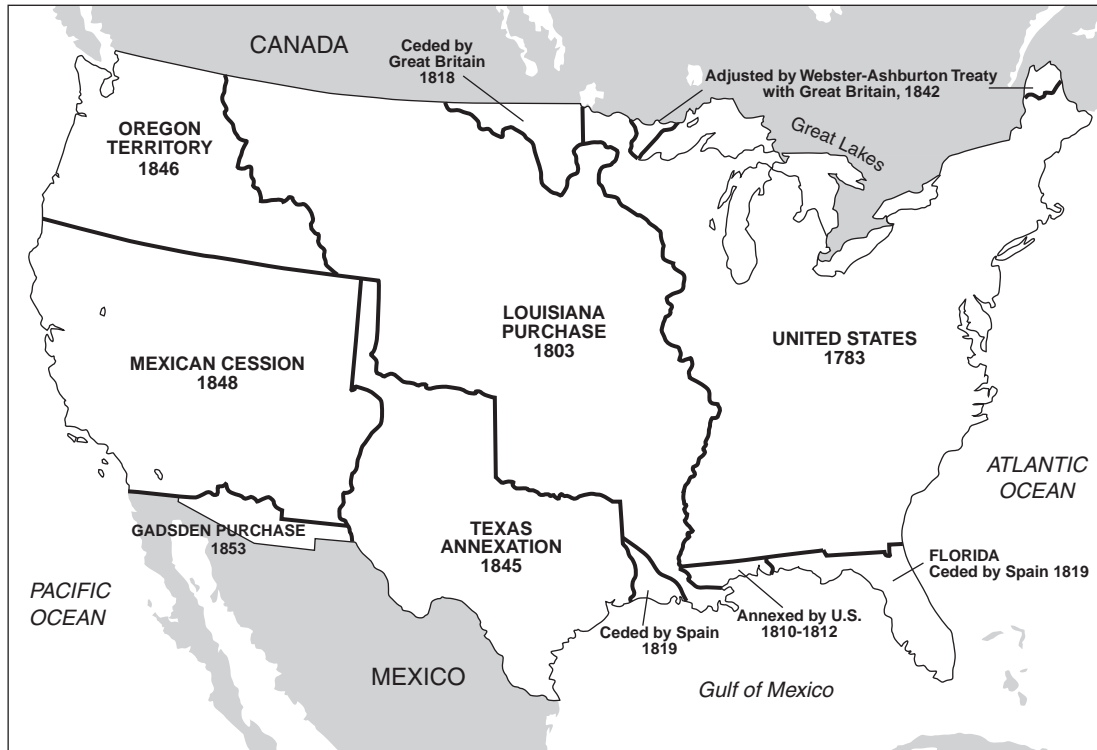 CANADA
Ceded by
Great Britain
1818
Adjusted by Webster-Ashburton Treaty
with Great Britain, 1842
Great Lakes
OREGON
TERRITORY
1846
LOUISIANA
PURCHASE
1803
UNITED STATES
1783
MEXICAN CESSION
1848
ATLANTIC
OCEAN
GADSDEN PURCHASE
1853
TEXAS
ANNEXATION
1845
FLORIDA
Ceded by Spain 1819
PACIFIC
OCEAN
Ceded by Spain
1819
Annexed by U.S.
1810-1812
MEXICO
Gulf of Mexico